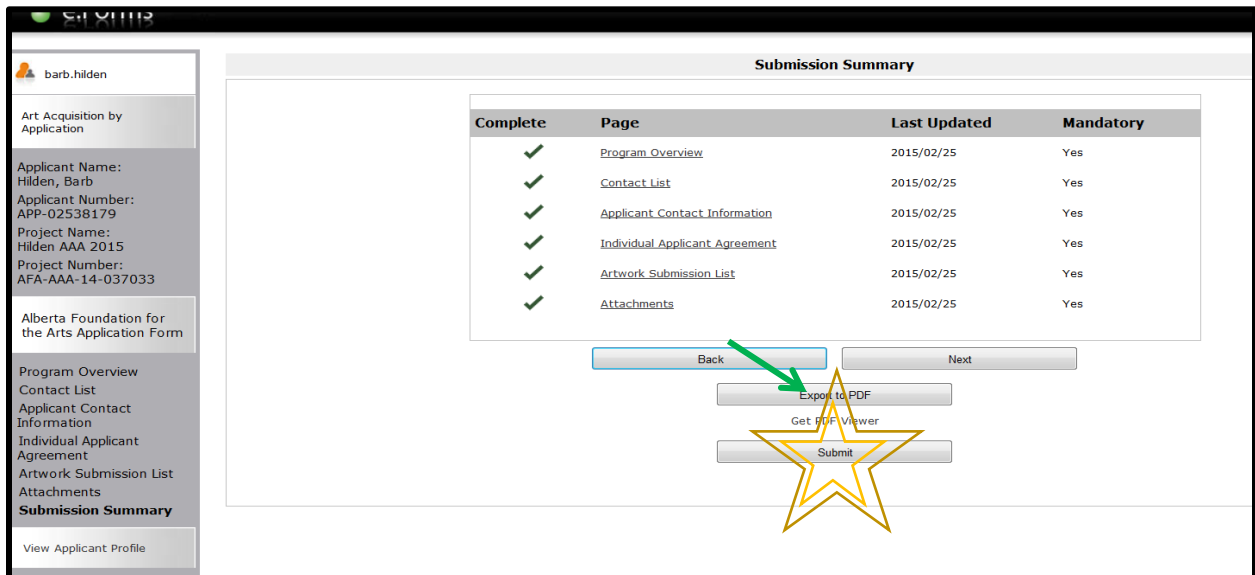 barb.hilden
Art Acquisition by
Application
Applicant Name:
Hilden, Barb
Applicant Number:
APP-02538179
Project Name:
Hilden AAA 2015
Project Number:
AFA-AAA-14-037033
Alberta Foundation for
the Arts Application Form
Program Overview
Contact List
Applicant Contact
Information
Individual Applicant
Agreement
Artwork Submission List
Attachments
Submission Summary
View Applicant Profile
Submission Summary
Complete Page Last Updated Mandatory
Program Overview 2015/02/25 Yes
Contact List 2015/02/25 Yes
Applicant Contact Information 2015/02/25 Yes
Individual Applicant Agreement 2015/02/25 Yes
Artwork Submission List 2015/02/25 Yes
Attachments 2015/02/25 Yes
Back Next
Export to PDF
Get PDF Viewer
Submit